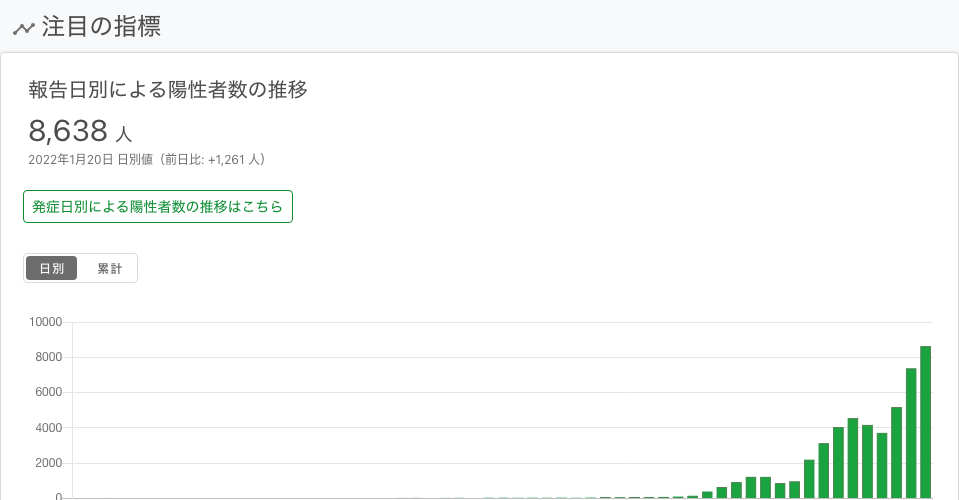 注目の指標
報告日別による陽性者数の推移
8,638 人
2022年1月20日 日別値（前日比: +1,261 人）
発症日別による陽性者数の推移はこちら
日別 累計
10000
8000
6000
4000
2000
0